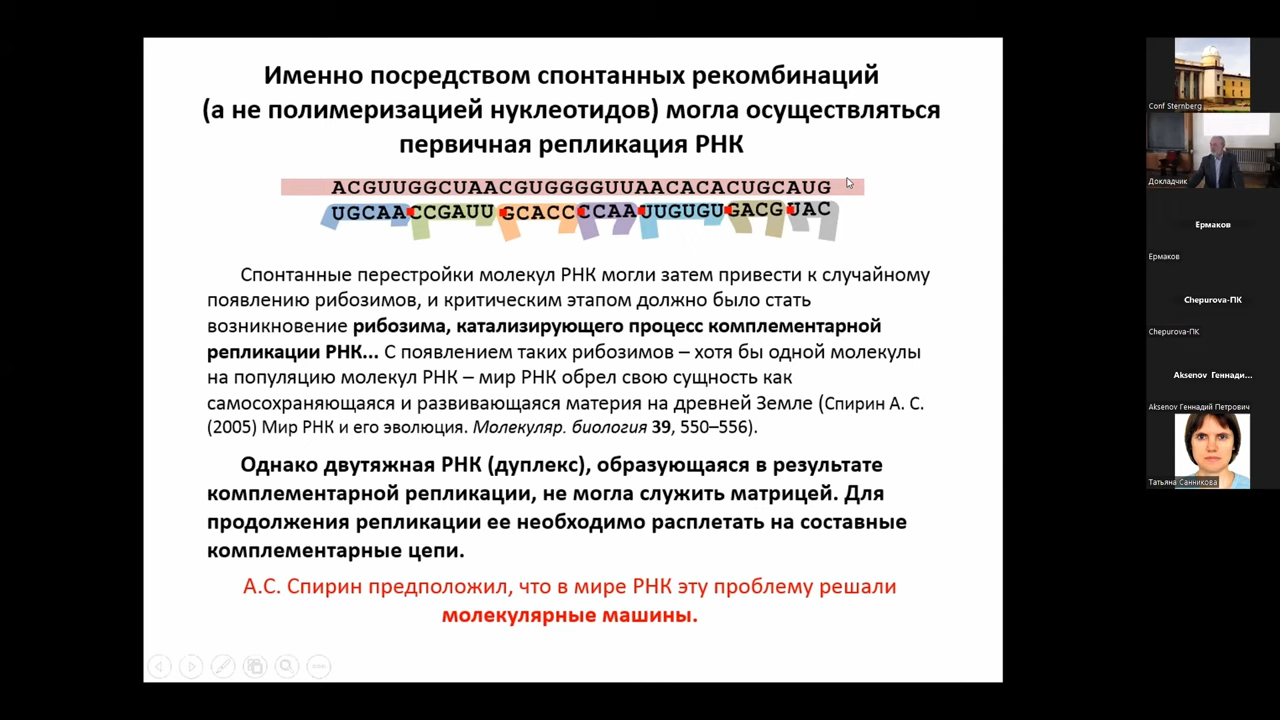 Именно посредством спонтанных рекомбинаций
(а не полимеризацией нуклеотидов) могла осуществляться
первичная репликация РНК
ACGUUGGCUAACGUGGGGUUAACACACUGCAUG
UGCAACCGAUUGCACCCCAAUUGUGUGACGUAC
Спонтанные перестройки молекул РНК могли затем привести к случайному
появлению рибозимов, и критическим этапом должно было стать
возникновение рибозима, катализирующего процесс комплементарной
репликации РНК... С появлением таких рибозимов – хотя бы одной молекулы
на популяцию молекул РНК – мир РНК обрел свою сущность как
самосохраняющаяся и развивающаяся материя на древней Земле (Спирин А. С.
(2005) Мир РНК и его эволюция. Молекуляр. биология 39, 550–556).
Однако двутяжная РНК (дуплекс), образующаяся в результате
комплементарной репликации, не могла служить матрицей. Для
продолжения репликации ее необходимо расплетать на составные
комплементарные цепи.
А.С. Спирин предположил, что в мире РНК эту проблему решали
молекулярные машины.
Conf Sternberg
Докладчик
Ермаков
Ермаков
Chepurova-ПК
Chepurova-ПК
Aksenov Геннади...
Aksenov Геннадий Петрович
Татьяна Санникова